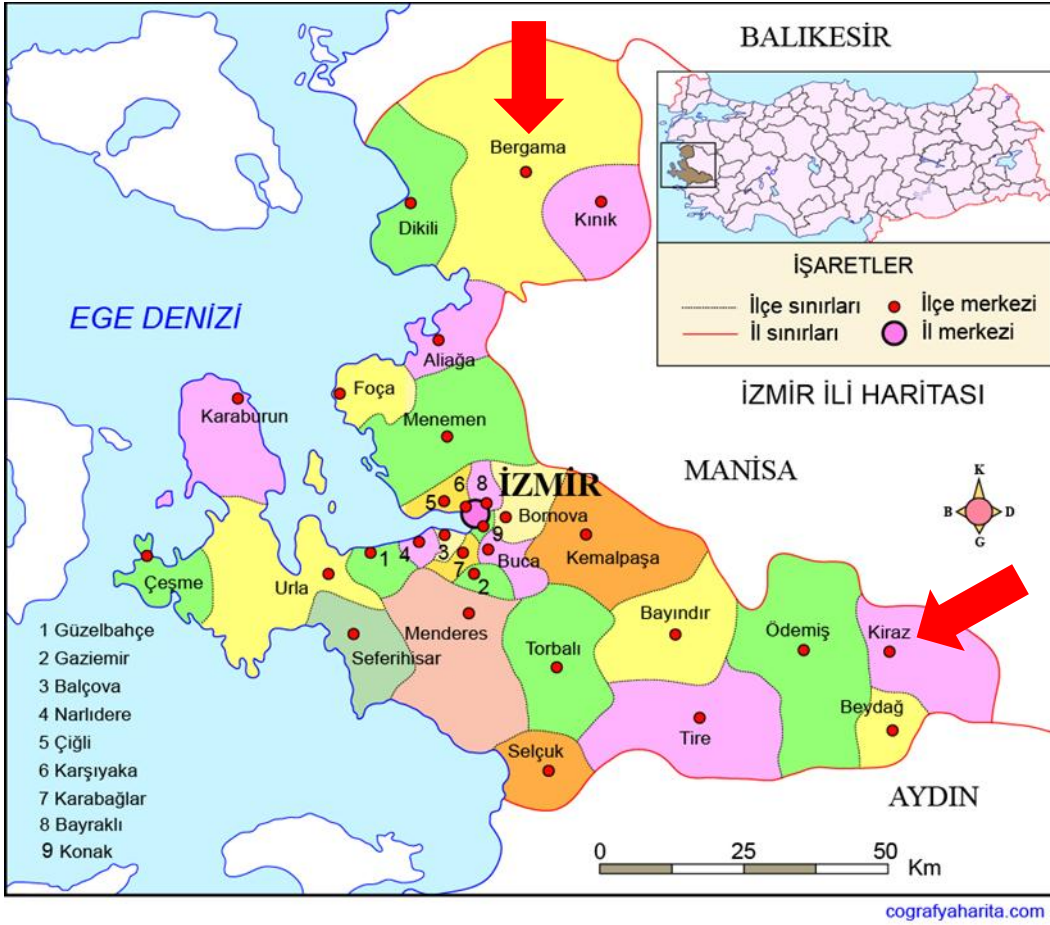 BALIKESİR
Bergama
Dikili
Kınık
İŞARETLER
İlçe sınırları
İlçe merkezi
İl sınırları
İl merkezi
EGE DENİZİ
Aliağa
Foça
Karaburun
Menemen
İZMİR İLİ HARİTASI
MANİSA
K
B
D
G
6
8
İZMİR
5
Bornova
9
Kemalpaşa
1
4
3
7
2
Buca
Çeşme
Urla
Seferihisar
Menderes
Torbalı
Bayındır
Ödemiş
Kiraz
Beydağ
Tire
Selçuk
AYDIN
1 Güzelbahçe
2 Gaziemir
3 Balçova
4 Narlıdere
5 Çiğli
6 Karşıyaka
7 Karabağlar
8 Bayraklı
9 Konak
0 25 50
Km
cografyaharita.com